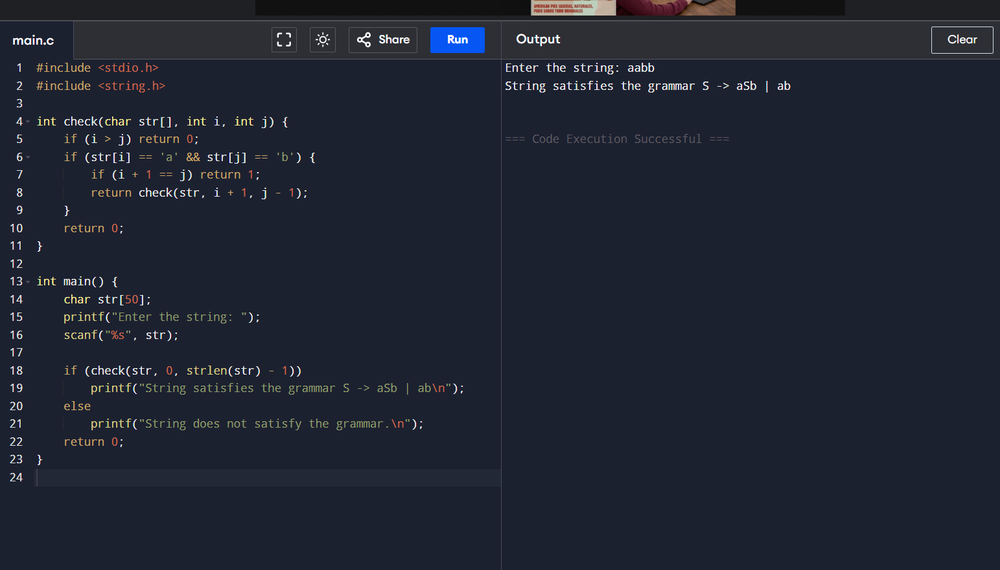 AMERICAN PIES CASERAS, NATURALES,
PERO SOBRE TODO ORIGINALES
main.c
Share
Run
Output
Clear
1 #include <stdio.h>
2 #include <string.h>
3
4 int check(char str[], int i, int j) {
5     if (i > j) return 0;
6     if (str[i] == 'a' && str[j] == 'b') {
7         if (i + 1 == j) return 1;
8         return check(str, i + 1, j - 1);
9     }
10     return 0;
11 }
12
13 int main() {
14     char str[50];
15     printf("Enter the string: ");
16     scanf("%s", str);
17
18     if (check(str, 0, strlen(str) - 1))
19         printf("String satisfies the grammar S -> aSb | ab\n");
20     else
21         printf("String does not satisfy the grammar.\n");
22     return 0;
23 }
24
Enter the string: aabb
String satisfies the grammar S -> aSb | ab
=== Code Execution Successful ===